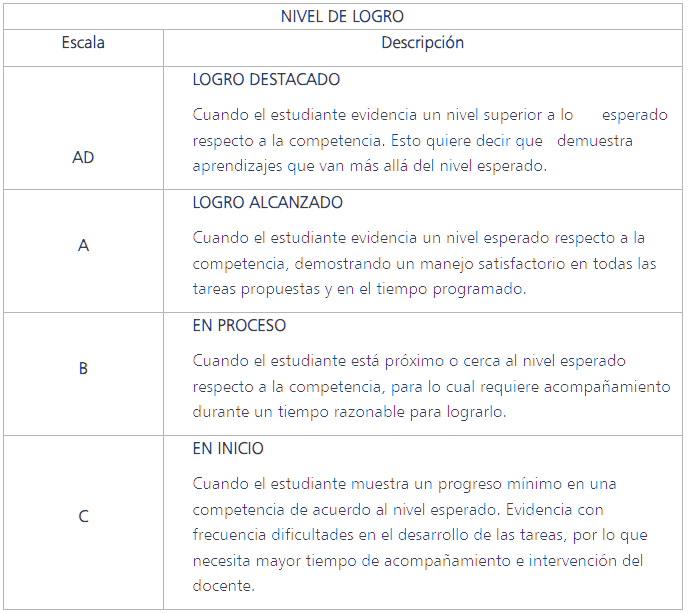 NIVEL DE LOGRO
Escala Descripción
AD
LOGRO DESTACADO
Cuando el estudiante evidencia un nivel superior a lo esperado
respecto a la competencia. Esto quiere decir que demuestra
aprendizajes que van más allá del nivel esperado.
A
LOGRO ALCANZADO
Cuando el estudiante evidencia un nivel esperado respecto a la
competencia, demostrando un manejo satisfactorio en todas las
tareas propuestas y en el tiempo programado.
B
EN PROCESO
Cuando el estudiante está próximo o cerca al nivel esperado
respecto a la competencia, para lo cual requiere acompañamiento
durante un tiempo razonable para lograrlo.
C
EN INICIO
Cuando el estudiante muestra un progreso mínimo en una
competencia de acuerdo al nivel esperado. Evidencia con
frecuencia dificultades en el desarrollo de las tareas, por lo que
necesita mayor tiempo de acompañamiento e intervención del
docente.